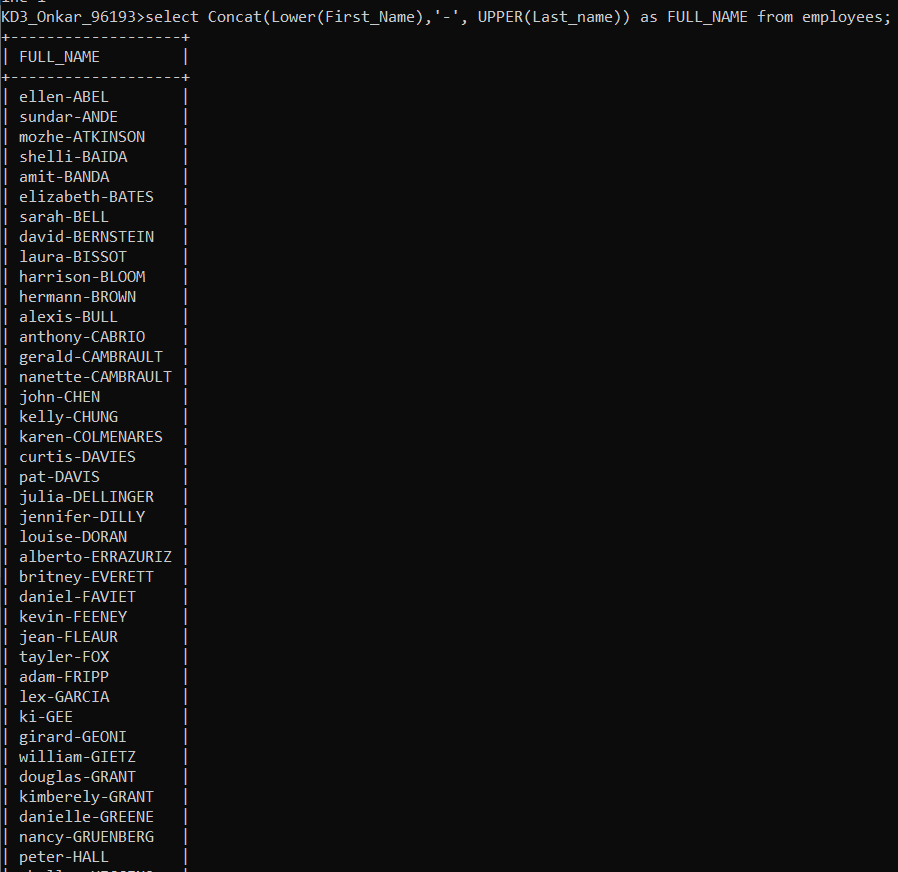 KD3_Onkar_96193>select Concat(Lower(First_Name),'-', UPPER(Last_name)) as FULL_NAME from employees;
+-------------------+
| FULL_NAME         |
+-------------------+
| ellen-ABEL        |
| sundar-ANDE       |
| mozhe-ATKINSON    |
| shelli-BAIDA      |
| amit-BANDA        |
| elizabeth-BATES   |
| sarah-BELL        |
| david-BERNSTEIN   |
| laura-BISSOT      |
| harrison-BLOOM    |
| hermann-BROWN     |
| alexis-BULL       |
| anthony-CABRIO    |
| gerald-CAMBRAULT  |
| nanette-CAMBRAULT |
| john-CHEN         |
| kelly-CHUNG       |
| karen-COLMENARES  |
| curtis-DAVIES     |
| pat-DAVIS         |
| julia-DELLINGER   |
| jennifer-DILLY    |
| louise-DORAN      |
| alberto-ERRAZURIZ |
| britney-EVERETT   |
| daniel-FAVIET     |
| kevin-FEENEY      |
| jean-FLEAUR       |
| tayler-FOX        |
| adam-FRIPP        |
| lex-GARCIA        |
| ki-GEE            |
| girard-GEONI      |
| william-GIETZ     |
| douglas-GRANT     |
| kimberely-GRANT   |
| danielle-GREENE   |
| nancy-GRUENBERG   |
| peter-HALL        |